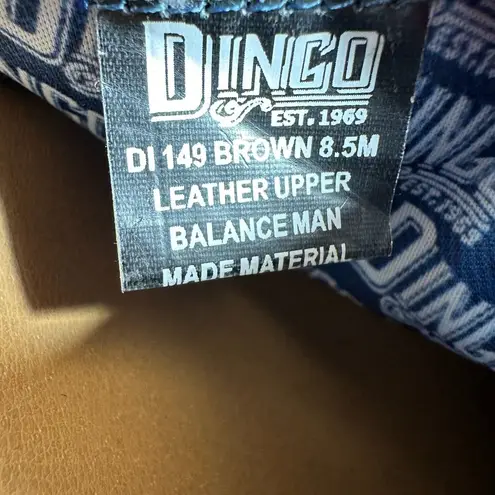 DINGO
EST. 1969
DI 149 BROWN 8.5M
LEATHER UPPER
BALANCE MAN
MADE MATERIAL